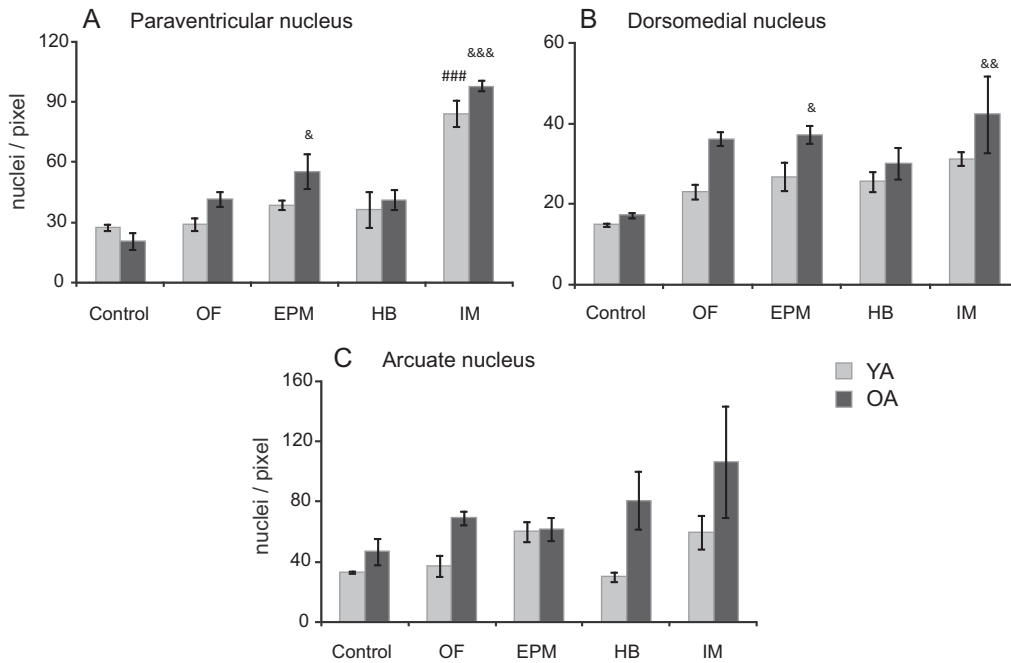 A Paraventricular nucleus
120
90
60
30
0
nuclei / pixel
&
###
&&&
Control OF EPM HB IM
B Dorsomedial nucleus
60
40
20
0
&
&&
Control OF EPM HB IM
C Arcuate nucleus
160
120
80
40
0
nuclei / pixel
Control OF EPM HB IM
YA
OA